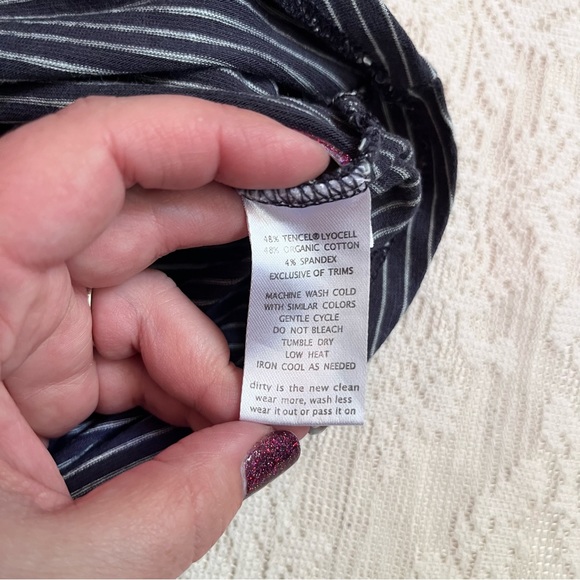 48% TENCEL®LYOCELL
48% ORGANIC COTTON
4% SPANDEX
EXCLUSIVE OF TRIMS
MACHINE WASH COLD
WITH SIMILAR COLORS
GENTLE CYCLE
DO NOT BLEACH
TUMBLE DRY
LOW HEAT
IRON COOL AS NEEDED
dirty is the new clean
wear more, wash less
wear it out or pass it on